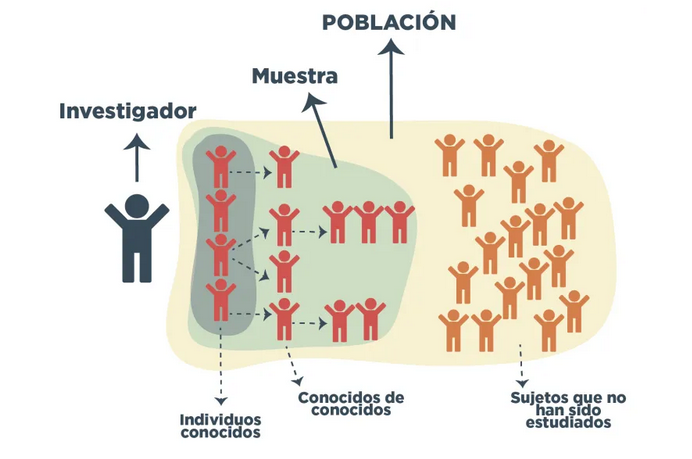 POBLACIÓN
Muestra
Investigador
Individuos
conocidos
Conocidos de
conocidos
Sujetos que no
han sido
estudiados